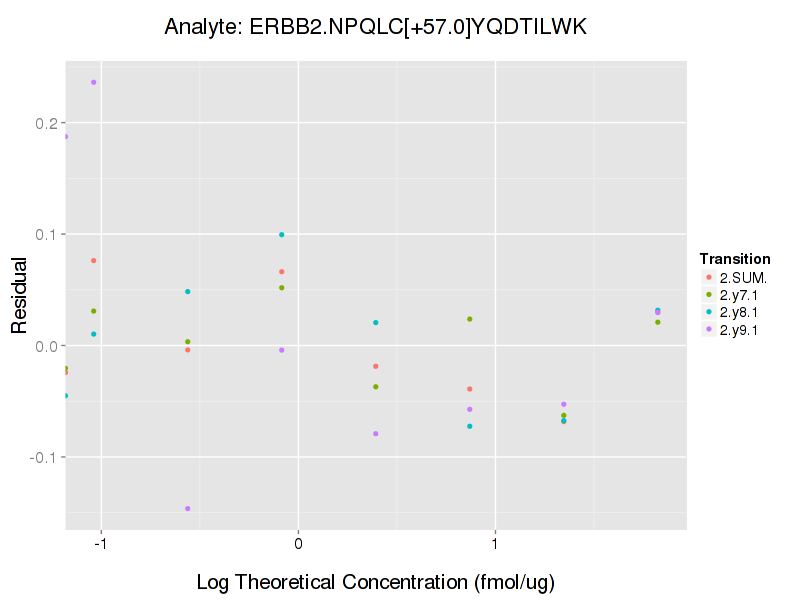 Analyte: ERBB2.NPQLC[+57.0]YQDTILWK
0.2
0.1
0.0
-0.1
Residual
-1 0 1
Log Theoretical Concentration (fmol/ug)
Transition
2.SUM.
2.y7.1
2.y8.1
2.y9.1